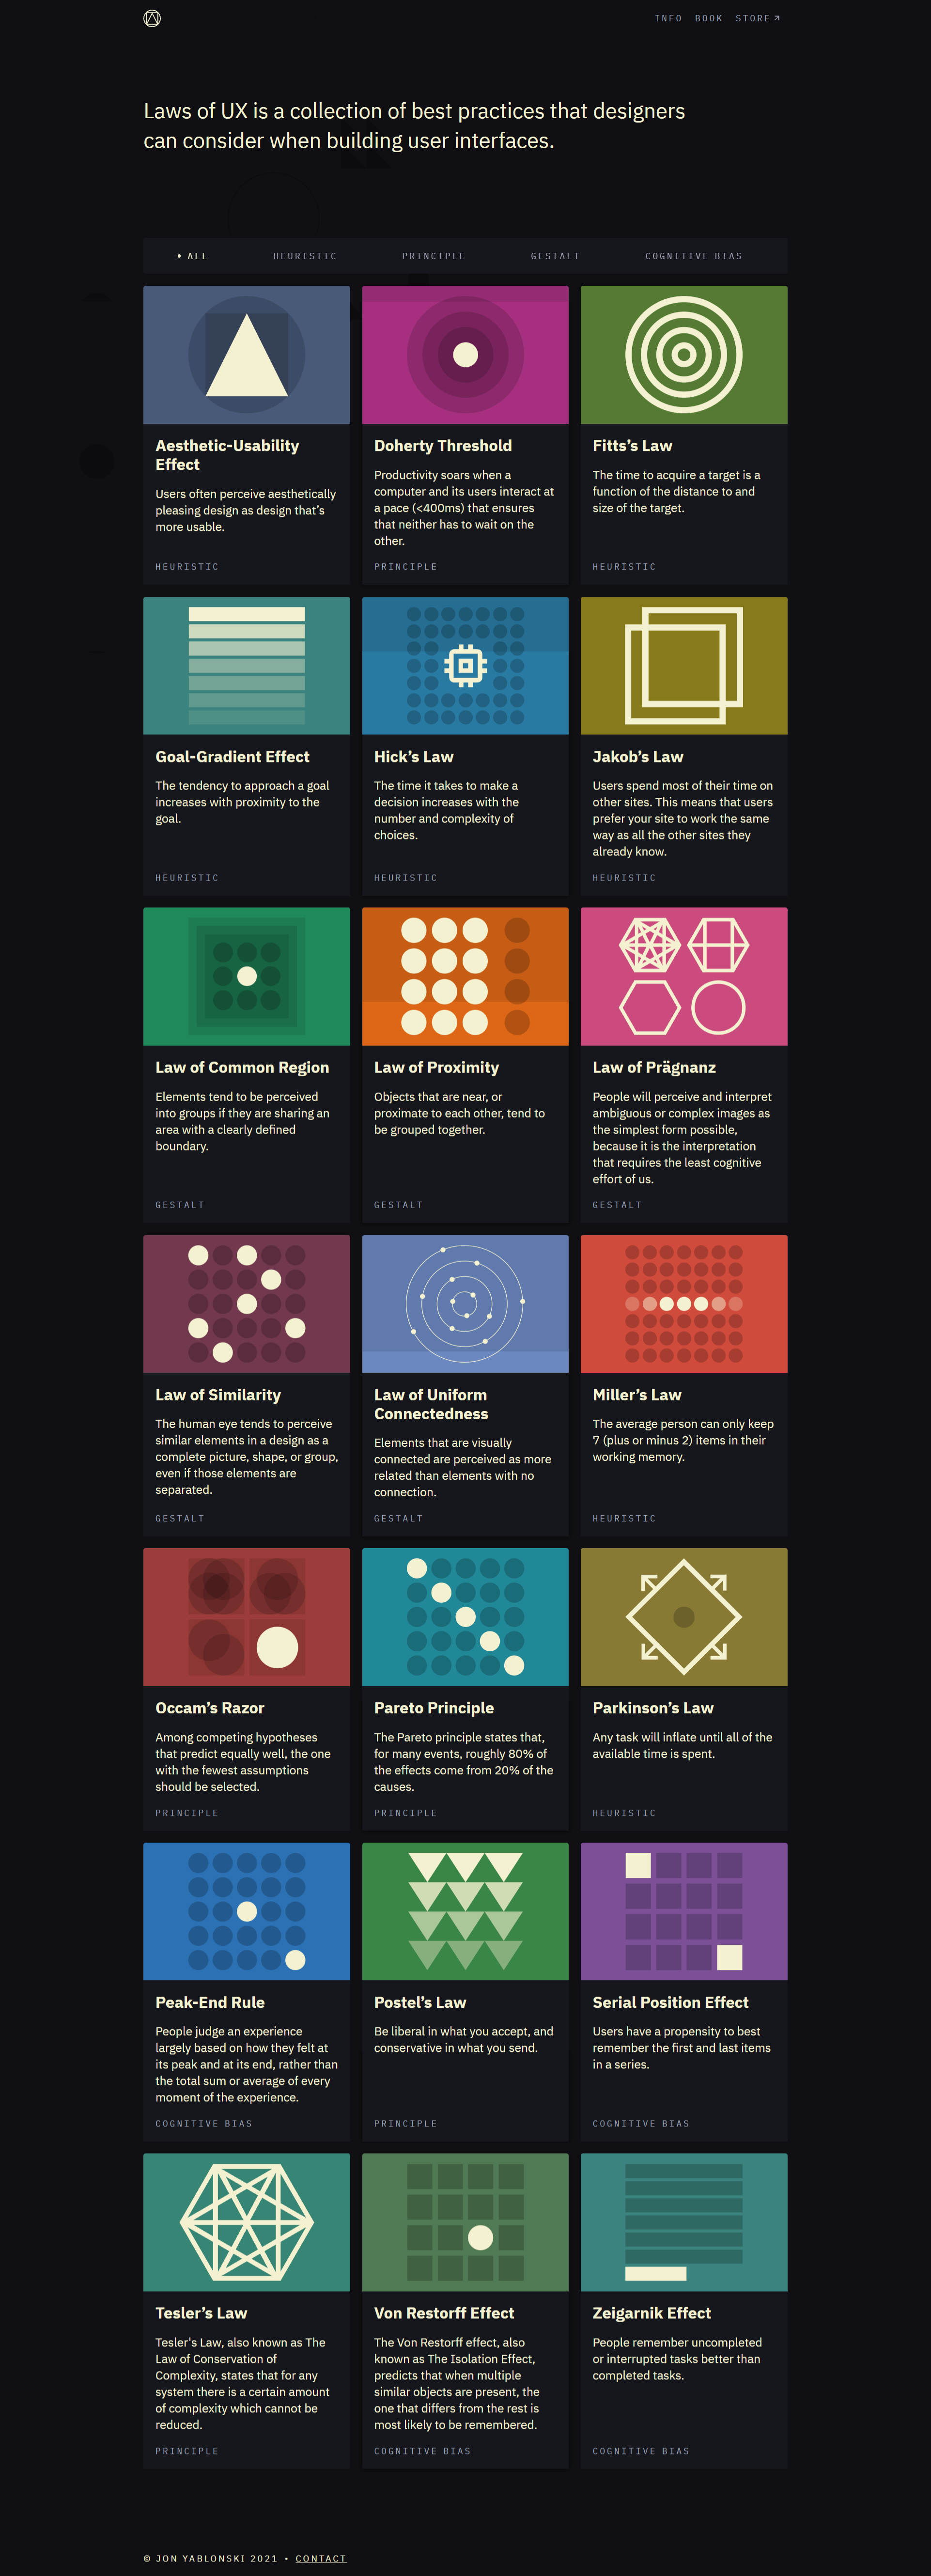 INFO BOOK STORE
Laws of UX is a collection of best practices that designers
can consider when building user interfaces.
• ALL HEURISTIC PRINCIPLE GESTALT COGNITIVE BIAS
Aesthetic-Usability
Effect
Users often perceive aesthetically
pleasing design as design that’s
more usable.
HEURISTIC
Doherty Threshold
Productivity soars when a
computer and its users interact at
a pace (<400ms) that ensures
that neither has to wait on the
other.
PRINCIPLE
Fitts’s Law
The time to acquire a target is a
function of the distance to and
size of the target.
HEURISTIC
Goal-Gradient Effect
The tendency to approach a goal
increases with proximity to the
goal.
HEURISTIC
Hick’s Law
The time it takes to make a
decision increases with the
number and complexity of
choices.
HEURISTIC
Jakob’s Law
Users spend most of their time on
other sites. This means that users
prefer your site to work the same
way as all the other sites they
already know.
HEURISTIC
Law of Common Region
Elements tend to be perceived
into groups if they are sharing an
area with a clearly defined
boundary.
GESTALT
Law of Proximity
Objects that are near, or
proximate to each other, tend to
be grouped together.
GESTALT
Law of Prägnanz
People will perceive and interpret
ambiguous or complex images as
the simplest form possible,
because it is the interpretation
that requires the least cognitive
effort of us.
GESTALT
Law of Similarity
The human eye tends to perceive
similar elements in a design as a
complete picture, shape, or group,
even if those elements are
separated.
GESTALT
Law of Uniform
Connectedness
Elements that are visually
connected are perceived as more
related than elements with no
connection.
GESTALT
Miller’s Law
The average person can only keep
7 (plus or minus 2) items in their
working memory.
HEURISTIC
Occam’s Razor
Among competing hypotheses
that predict equally well, the one
with the fewest assumptions
should be selected.
PRINCIPLE
Pareto Principle
The Pareto principle states that,
for many events, roughly 80% of
the effects come from 20% of the
causes.
PRINCIPLE
Parkinson’s Law
Any task will inflate until all of the
available time is spent.
HEURISTIC
Peak-End Rule
People judge an experience
largely based on how they felt at
its peak and at its end, rather than
the total sum or average of every
moment of the experience.
COGNITIVE BIAS
Postel’s Law
Be liberal in what you accept, and
conservative in what you send.
PRINCIPLE
Serial Position Effect
Users have a propensity to best
remember the first and last items
in a series.
COGNITIVE BIAS
Tesler’s Law
Tesler's Law, also known as The
Law of Conservation of
Complexity, states that for any
system there is a certain amount
of complexity which cannot be
reduced.
PRINCIPLE
Von Restorff Effect
The Von Restorff effect, also
known as The Isolation Effect,
predicts that when multiple
similar objects are present, the
one that differs from the rest is
most likely to be remembered.
COGNITIVE BIAS
Zeigarnik Effect
People remember uncompleted
or interrupted tasks better than
completed tasks.
COGNITIVE BIAS
© JON YABLONSKI 2021 • CONTACT